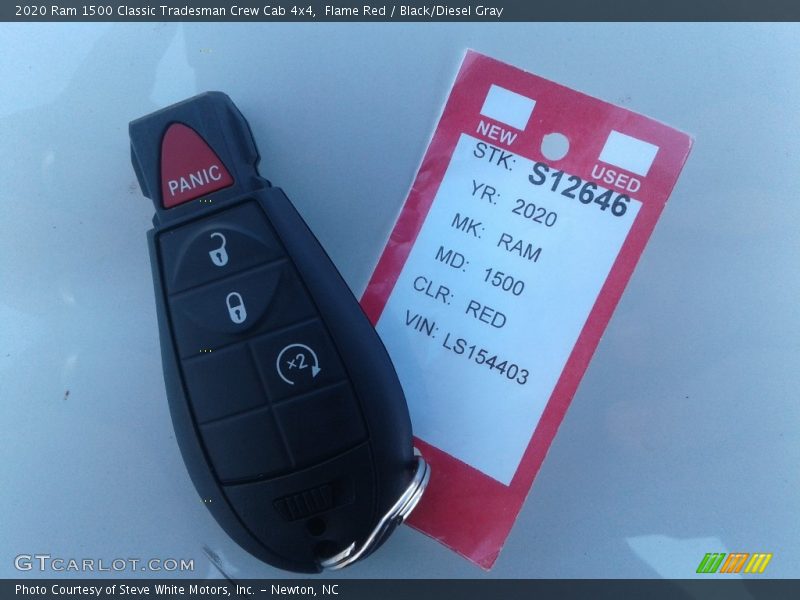 2020 Ram 1500 Classic Tradesman Crew Cab 4x4,  Flame Red / Black/Diesel Gray
PANIC
×2
NEW
USED
STK: S12646
YR: 2020
MK: RAM
MD: 1500
CLR: RED
VIN: LS154403
GTCARLOT.COM
Photo Courtesy of Steve White Motors, Inc. – Newton, NC